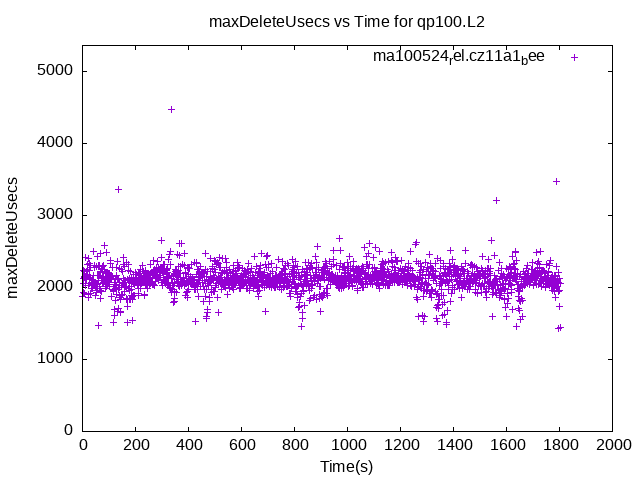 maxDeleteUsecs vs Time for qp100.L2
ma100524rel.cz11a1bee
5000
4000
3000
2000
1000
0
maxDeleteUsecs
0 200 400 600 800 1000 1200 1400 1600 1800 2000
Time(s)